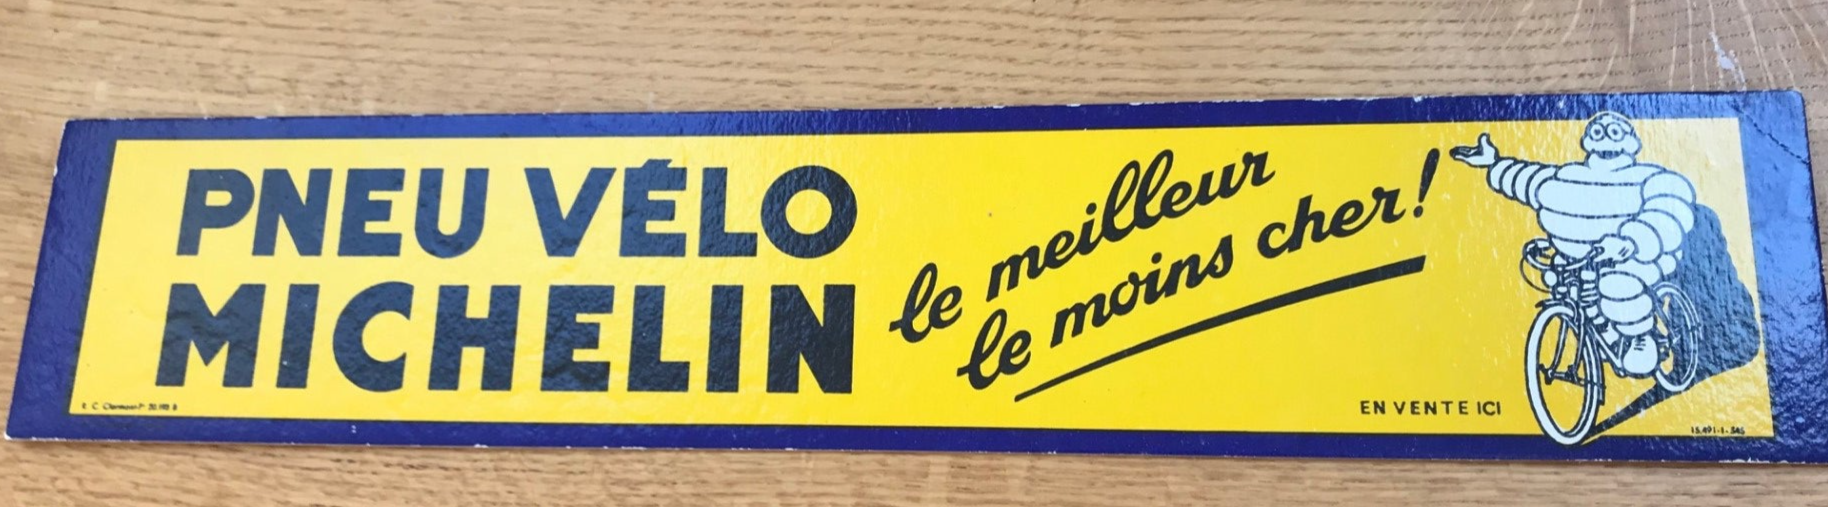 PNEU VÉLO
MICHELIN
le meilleur
le moins cher!
EN VENTE ICI